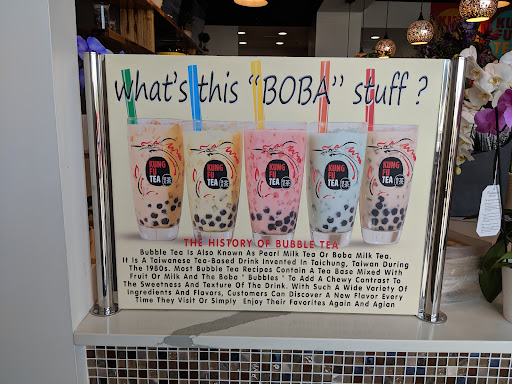 what's this "BOBA" stuff ?
KUNG
FU
TEA
KUNG
FU
TEA
KUNG
FU
TEA
KUNG
FU
TEA
KUNG
FU
TEA
THE HISTORY OF BUBBLE TEA
Bubble Tea Is Also Known As Pearl Milk Tea Or Boba Milk Tea.
It Is A Taiwanese Tea-Based Drink Invented In Taichung, Taiwan During
The 1980s. Most Bubble Tea Recipes Contain A Tea Base Mixed With
Fruit Or Milk And The Boba " Bubbles " To Add A Chewy Contrast To
The Sweetness And Texture Of The Drink. With Such A Wide Variety Of
Ingredients And Flavors, Customers Can Discover A New Flavor Every
Time They Visit Or Simply Enjoy Their Favorites Again And Agian